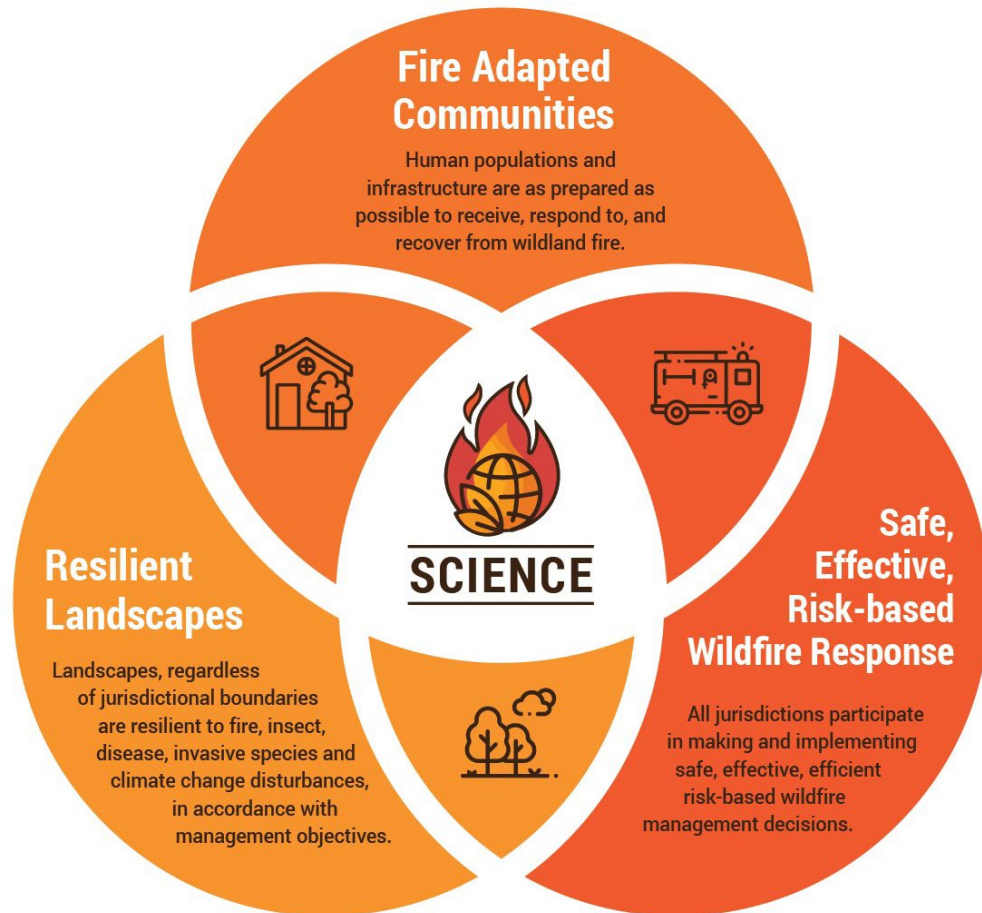 Fire Adapted
Communities
Human populations and
infrastructure are as prepared as
possible to receive, respond to, and
recover from wildland fire.
SCIENCE
Resilient
Landscapes
Landscapes, regardless
of jurisdictional boundaries
are resilient to fire, insect,
disease, invasive species and
climate change disturbances,
in accordance with
management objectives.
Safe,
Effective,
Risk-based
Wildfire Response
All jurisdictions participate
in making and implementing
safe, effective, efficient
risk-based wildfire
management decisions.